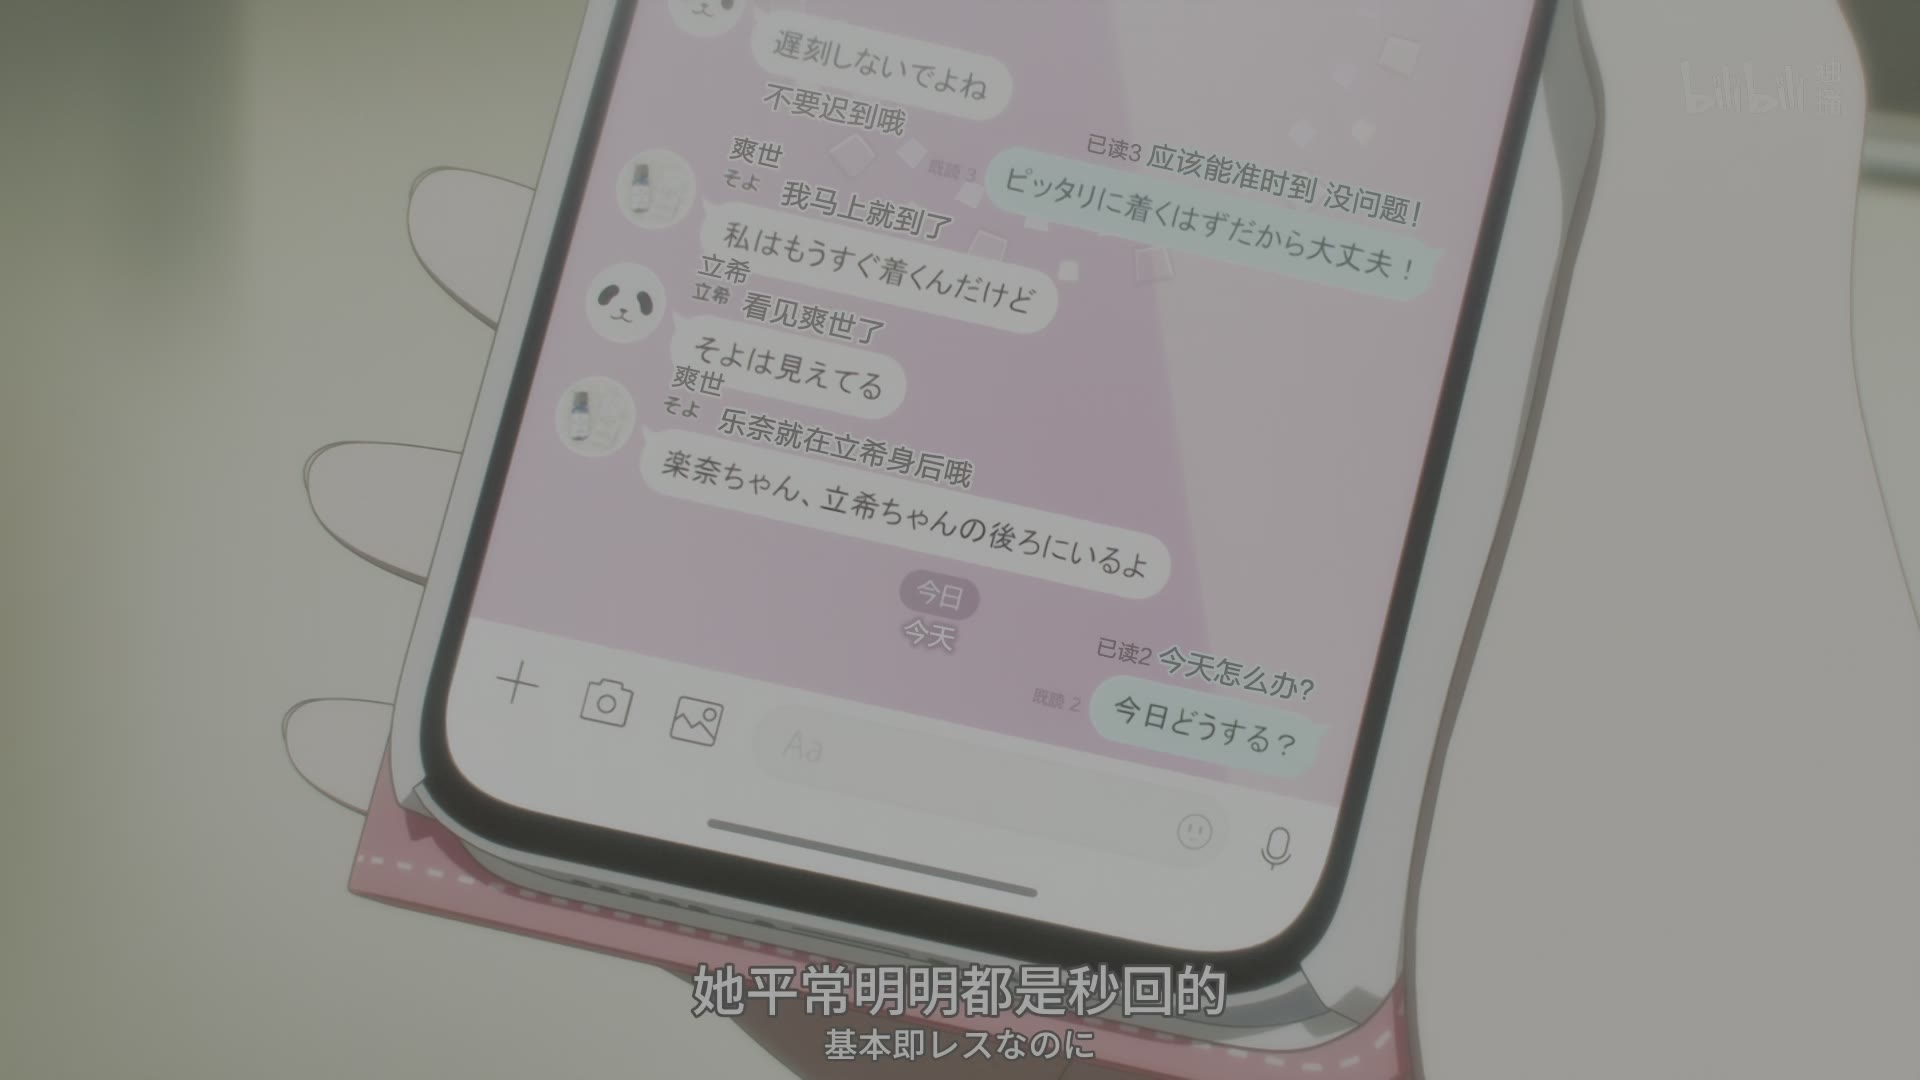 bilibili 独播
遅刻しないでよね
不要迟到哦
已读3 应该能准时到 没问题！
既読 3 ピッタリに着くはずだから大丈夫！
爽世
そよ 我马上就到了
私はもうすぐ着くんだけど
立希
立希 看见爽世了
そよは見えてる
爽世
そよ 乐奈就在立希身后哦
楽奈ちゃん、立希ちゃんの後ろにいるよ
今日
今天
已读2 今天怎么办?
既読 2 今日どうする？
Aa
她平常明明都是秒回的
基本即レスなのに